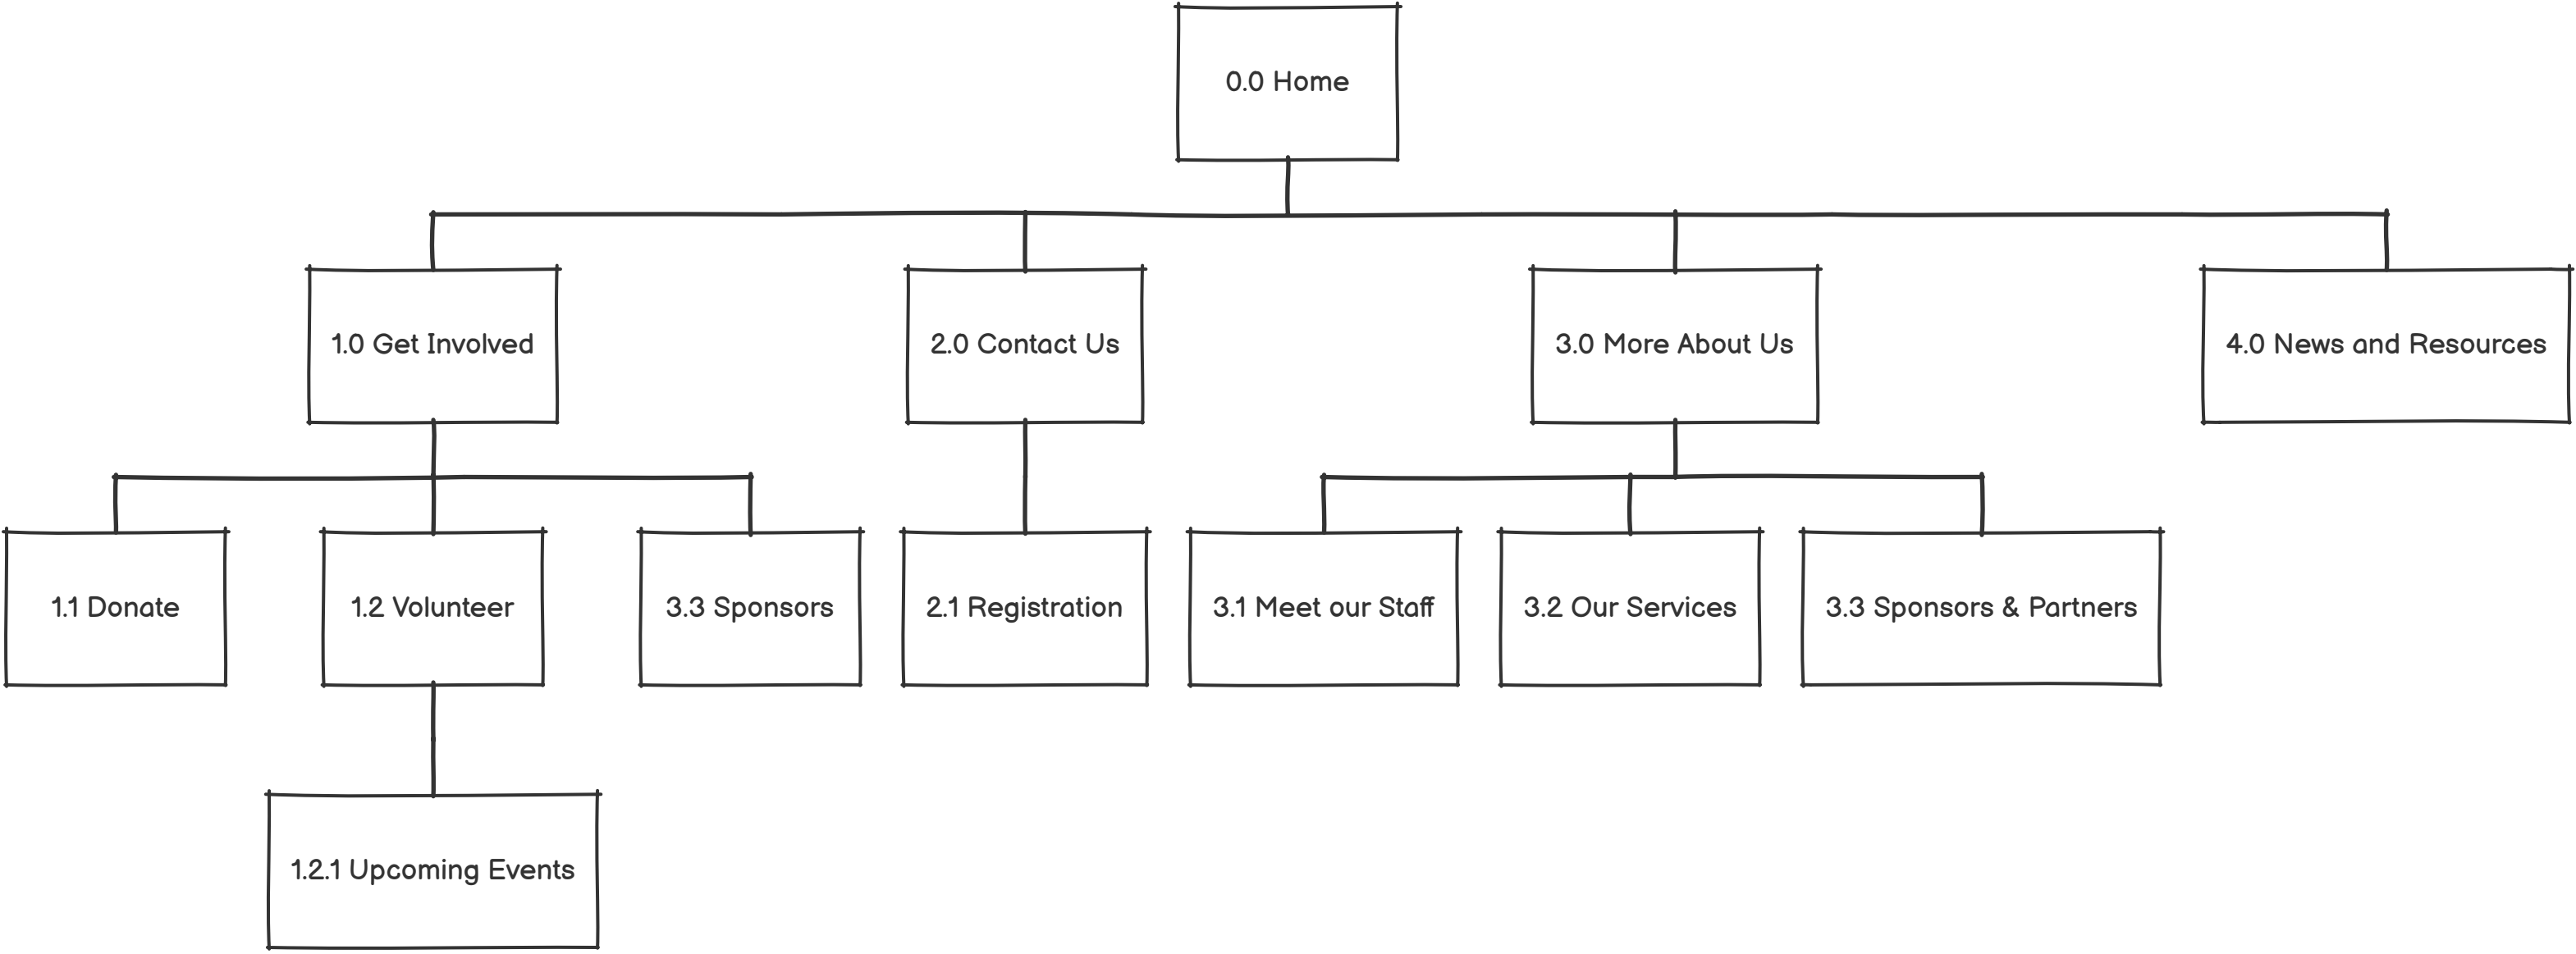 0.0 Home
1.0 Get Involved
2.0 Contact Us
3.0 More About Us
4.0 News and Resources
1.1 Donate
1.2 Volunteer
3.3 Sponsors
2.1 Registration
3.1 Meet our Staff
3.2 Our Services
3.3 Sponsors & Partners
1.2.1 Upcoming Events